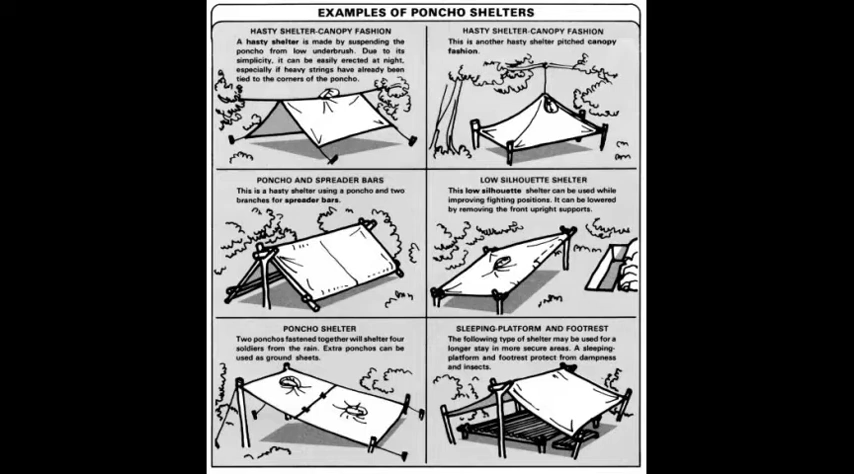 EXAMPLES OF PONCHO SHELTERS
HASTY SHELTER-CANOPY FASHION
A hasty shelter is made by suspending the
poncho from low underbrush. Due to its
simplicity, it can be easily erected at night,
especially if heavy strings have already been
tied to the corners of the poncho.
HASTY SHELTER-CANOPY FASHION
This is another hasty shelter pitched canopy
fashion.
PONCHO AND SPREADER BARS
This is a hasty shelter using a poncho and two
branches for spreader bars.
LOW SILHOUETTE SHELTER
This low silhouette shelter can be used while
improving fighting positions. It can be lowered
by removing the front upright supports.
PONCHO SHELTER
Two ponchos fastened together will shelter four
soldiers from the rain. Extra ponchos can be
used as ground sheets.
SLEEPING-PLATFORM AND FOOTREST
The following type of shelter may be used for a
longer stay in more secure areas. A sleeping-
platform and footrest protect from dampness
and insects.